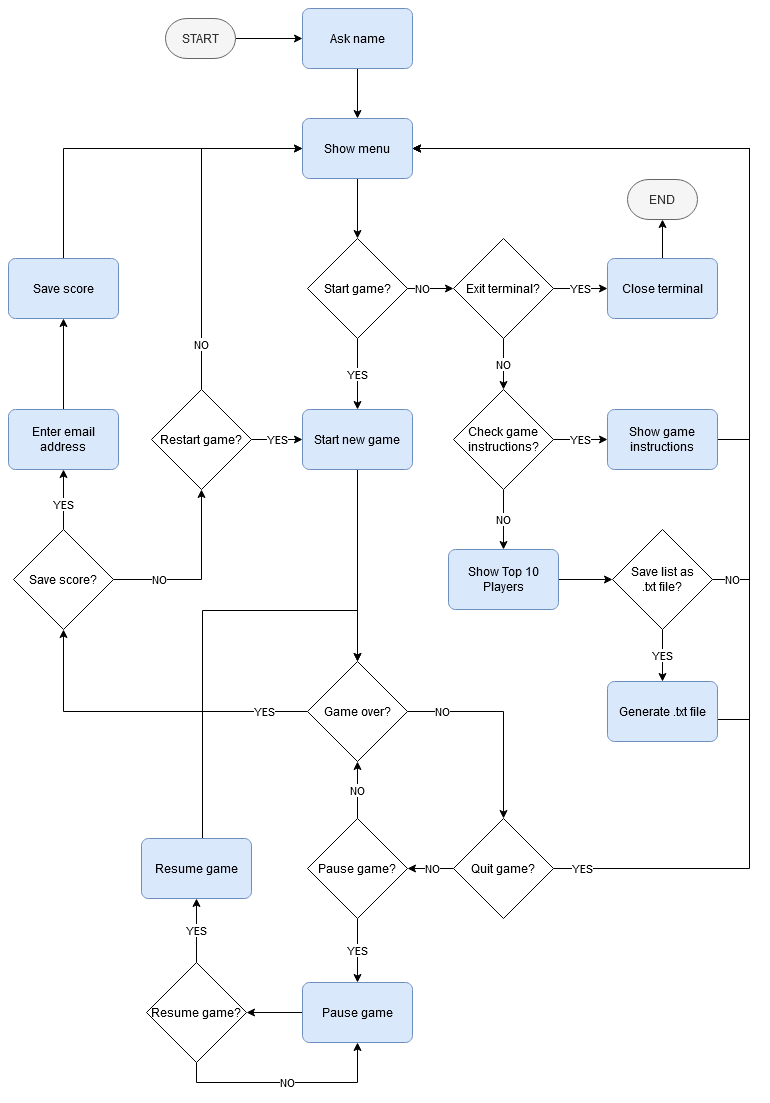 START
Ask name
Show menu
END
Save score
Start game?
NO
Exit terminal?
YES
Close terminal
NO
YES
NO
Enter email
address
Restart game?
YES
Start new game
Check game
instructions?
YES
Show game
instructions
YES
NO
Save score?
NO
Show Top 10
Players
Save list as
.txt file?
NO
YES
YES
Game over?
NO
Generate .txt file
NO
Resume game
Pause game?
NO
Quit game?
YES
YES
YES
Resume game?
Pause game
NO